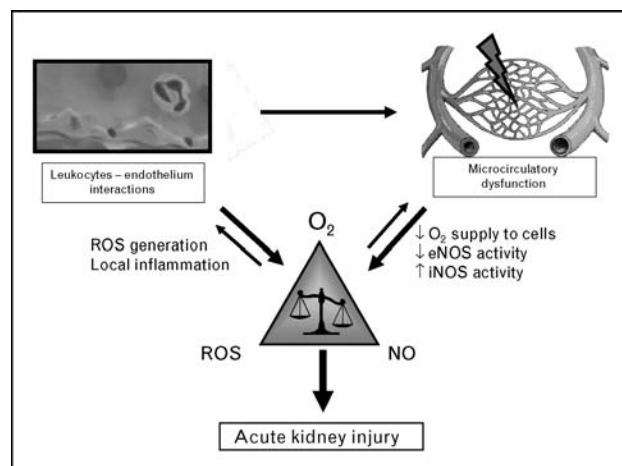 Leukocytes – endothelium
interactions
Microcirculatory
dysfunction
ROS generation
Local inflammation
O₂
↓O₂ supply to cells
↓eNOS activity
↑iNOS activity
ROS
NO
Acute kidney injury